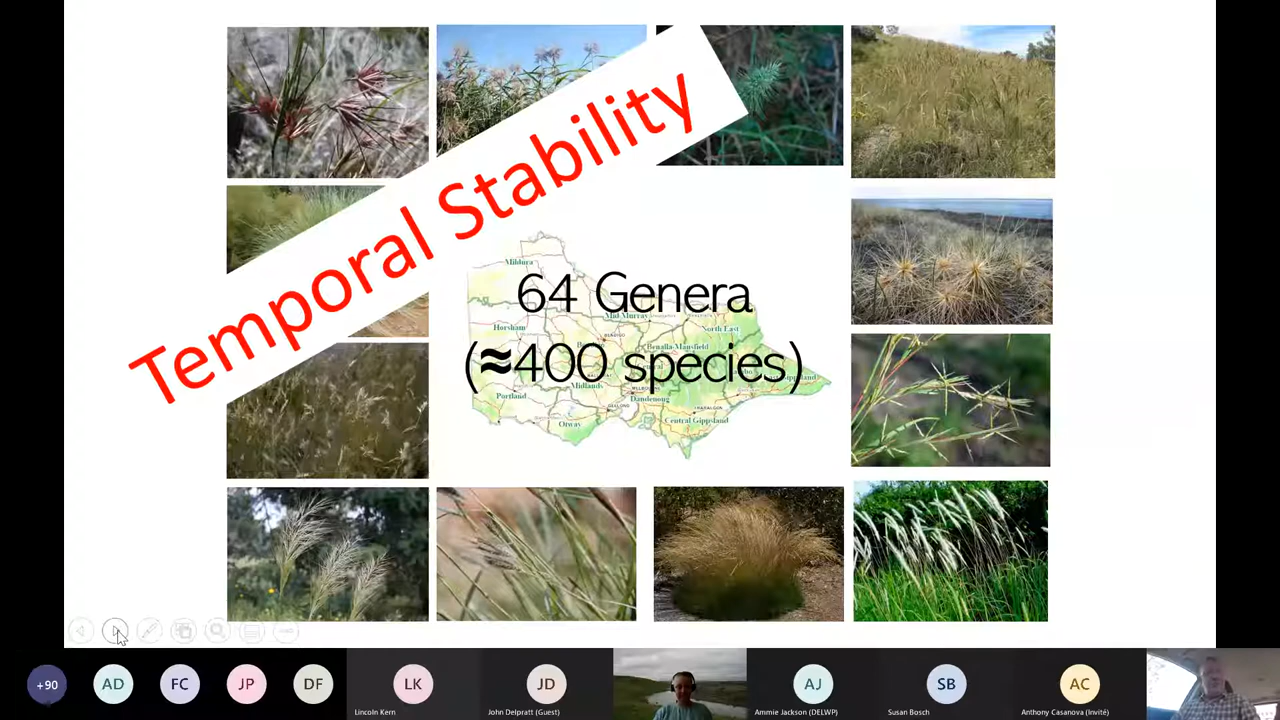 Temporal Stability
64 Genera
(≈400 species)
Mildura
Horsham
Mid Murray
North East
Benalla-Mansfield
Midlands
Portland
Dandenong
Otway
Central Gippsland
GEELONG
+90
AD
FC
JP
DF
LK
JD
AJ
SB
AC
Lincoln Kern
John Delpratt (Guest)
Ammie Jackson (DELWP)
Susan Bosch
Anthony Casanova (Invité)